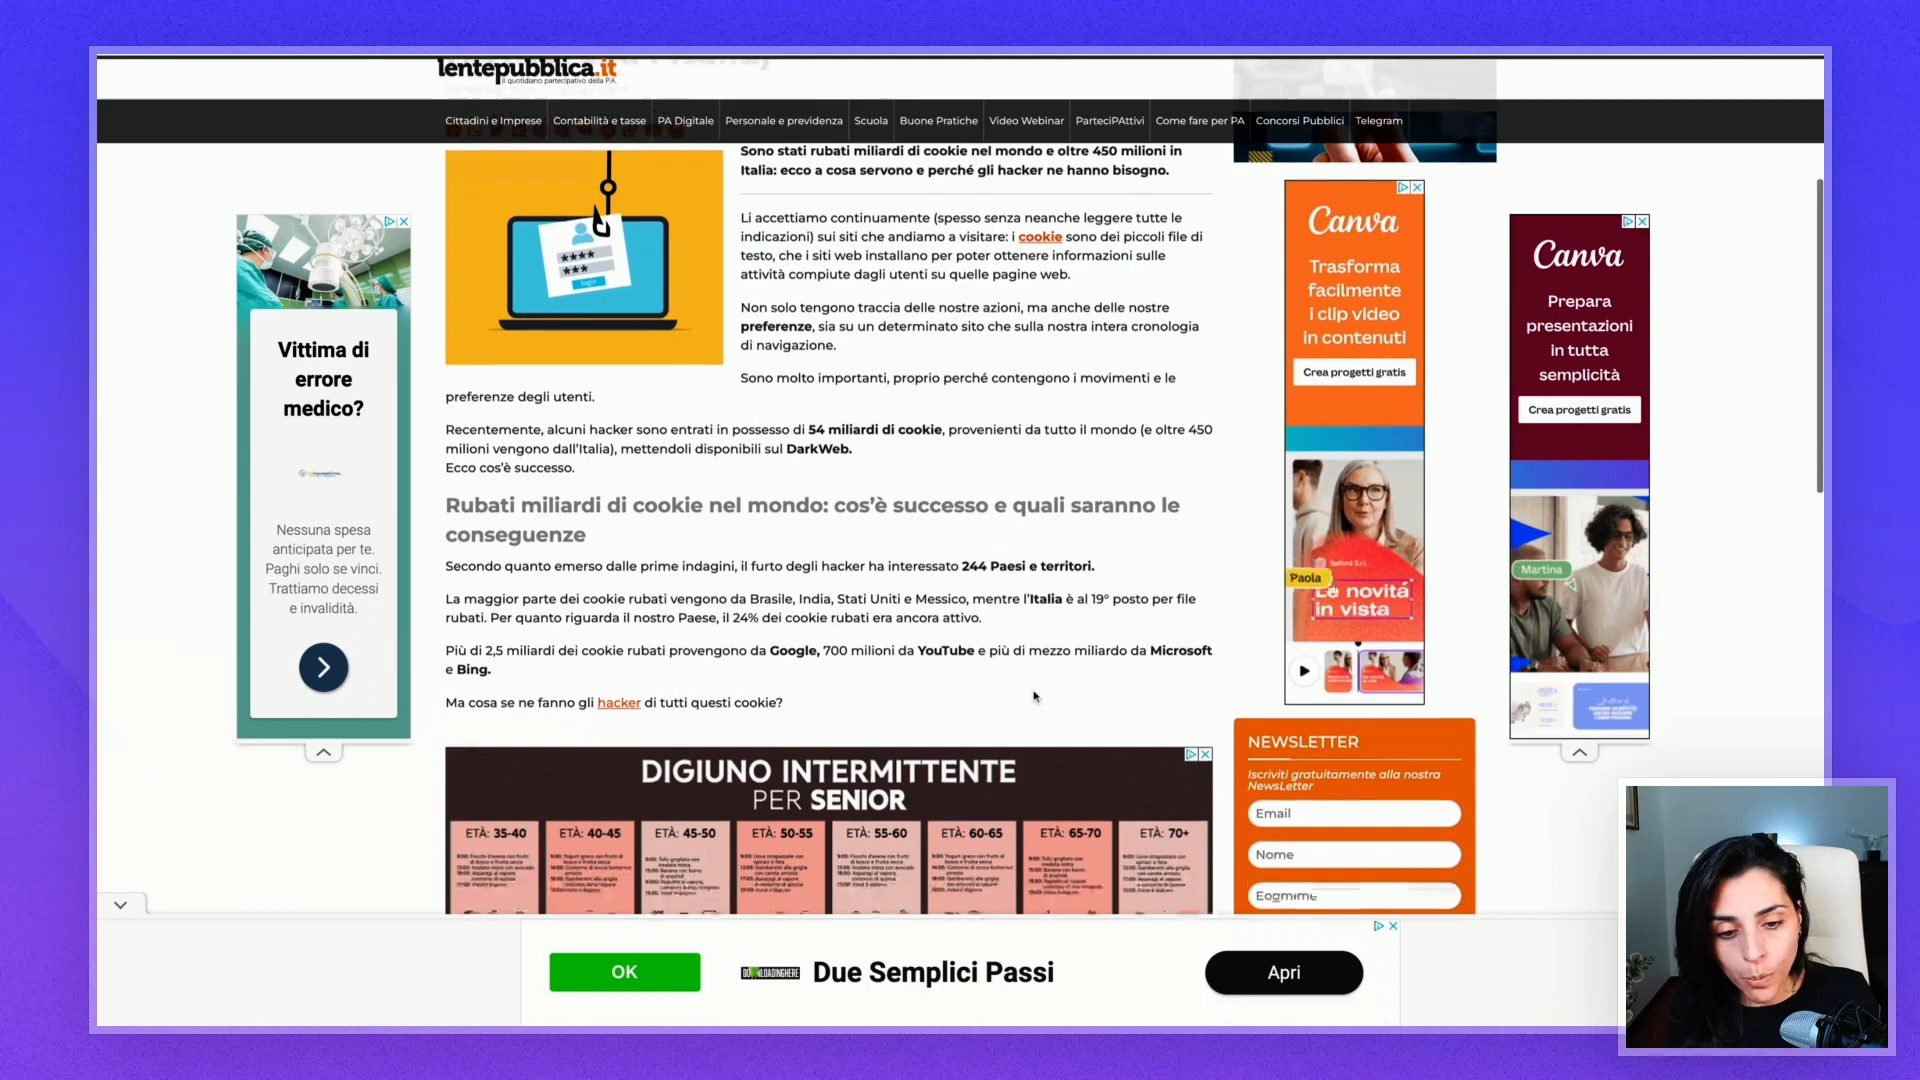 lentepubblica.it
Il quotidiano partecipativo della P.A.
Cittadini e Imprese
Contabilità e tasse
PA Digitale
Personale e previdenza
Scuola
Buone Pratiche
Video Webinar
ParteciPAttivi
Come fare per PA
Concorsi Pubblici
Telegram
Sono stati rubati miliardi di cookie nel mondo e oltre 450 milioni in
Italia: ecco a cosa servono e perché gli hacker ne hanno bisogno.
Li accettiamo continuamente (spesso senza neanche leggere tutte le
indicazioni) sui siti che andiamo a visitare: i cookie sono dei piccoli file di
testo, che i siti web installano per poter ottenere informazioni sulle
attività compiute dagli utenti su quelle pagine web.
Non solo tengono traccia delle nostre azioni, ma anche delle nostre
preferenze, sia su un determinato sito che sulla nostra intera cronologia
di navigazione.
Sono molto importanti, proprio perché contengono i movimenti e le
preferenze degli utenti.
Recentemente, alcuni hacker sono entrati in possesso di 54 miliardi di cookie, provenienti da tutto il mondo (e oltre 450
milioni vengono dall'Italia), mettendoli disponibili sul DarkWeb.
Ecco cos'è successo.
Rubati miliardi di cookie nel mondo: cos'è successo e quali saranno le
conseguenze
Secondo quanto emerso dalle prime indagini, il furto degli hacker ha interessato 244 Paesi e territori.
La maggior parte dei cookie rubati vengono da Brasile, India, Stati Uniti e Messico, mentre l'Italia è al 19° posto per file
rubati. Per quanto riguarda il nostro Paese, il 24% dei cookie rubati era ancora attivo.
Più di 2,5 miliardi dei cookie rubati provengono da Google, 700 milioni da YouTube e più di mezzo miliardo da Microsoft
e Bing.
Ma cosa se ne fanno gli hacker di tutti questi cookie?
****
***
login
Vittima di
errore
medico?
Nessuna spesa
anticipata per te.
Paghi solo se vinci.
Trattiamo decessi
e invalidità.
Canva
Trasforma
facilmente
i clip video
in contenuti
Crea progetti gratis
Paola
Le novità
in vista
Canva
Prepara
presentazioni
in tutta
semplicità
Crea progetti gratis
Martina
DIGIUNO INTERMITTENTE
PER SENIOR
ETÀ: 35-40
ETÀ: 40-45
ETÀ: 45-50
ETÀ: 50-55
ETÀ: 55-60
ETÀ: 60-65
ETÀ: 65-70
ETÀ: 70+
NEWSLETTER
Iscriviti gratuitamente alla nostra
NewsLetter
Email
Nome
OK
DOWNLOADINGHERE
Due Semplici Passi
Apri